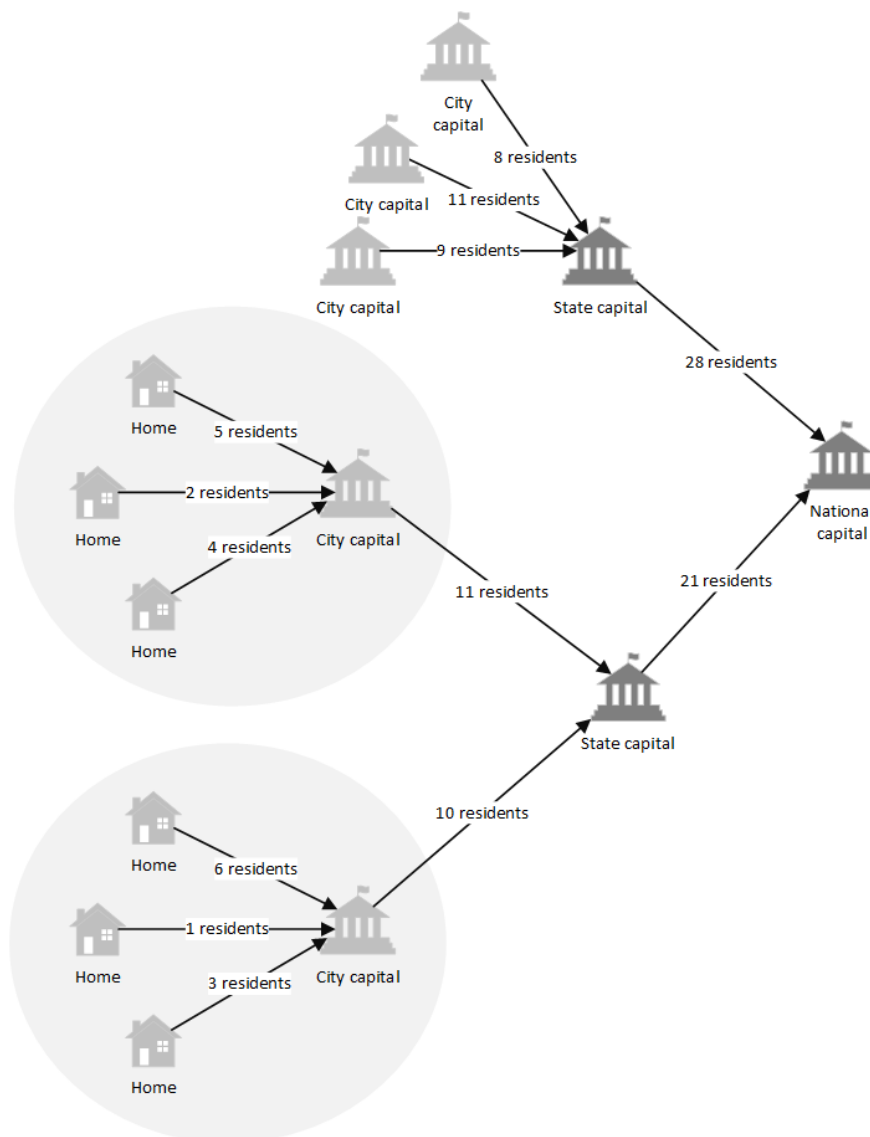 City
capital
8 residents
City capital
11 residents
9 residents
City capital
State capital
28 residents
Home
5 residents
2 residents
Home
City capital
4 residents
Home
National
capital
21 residents
11 residents
State capital
10 residents
Home
6 residents
1 residents
Home
City capital
3 residents
Home